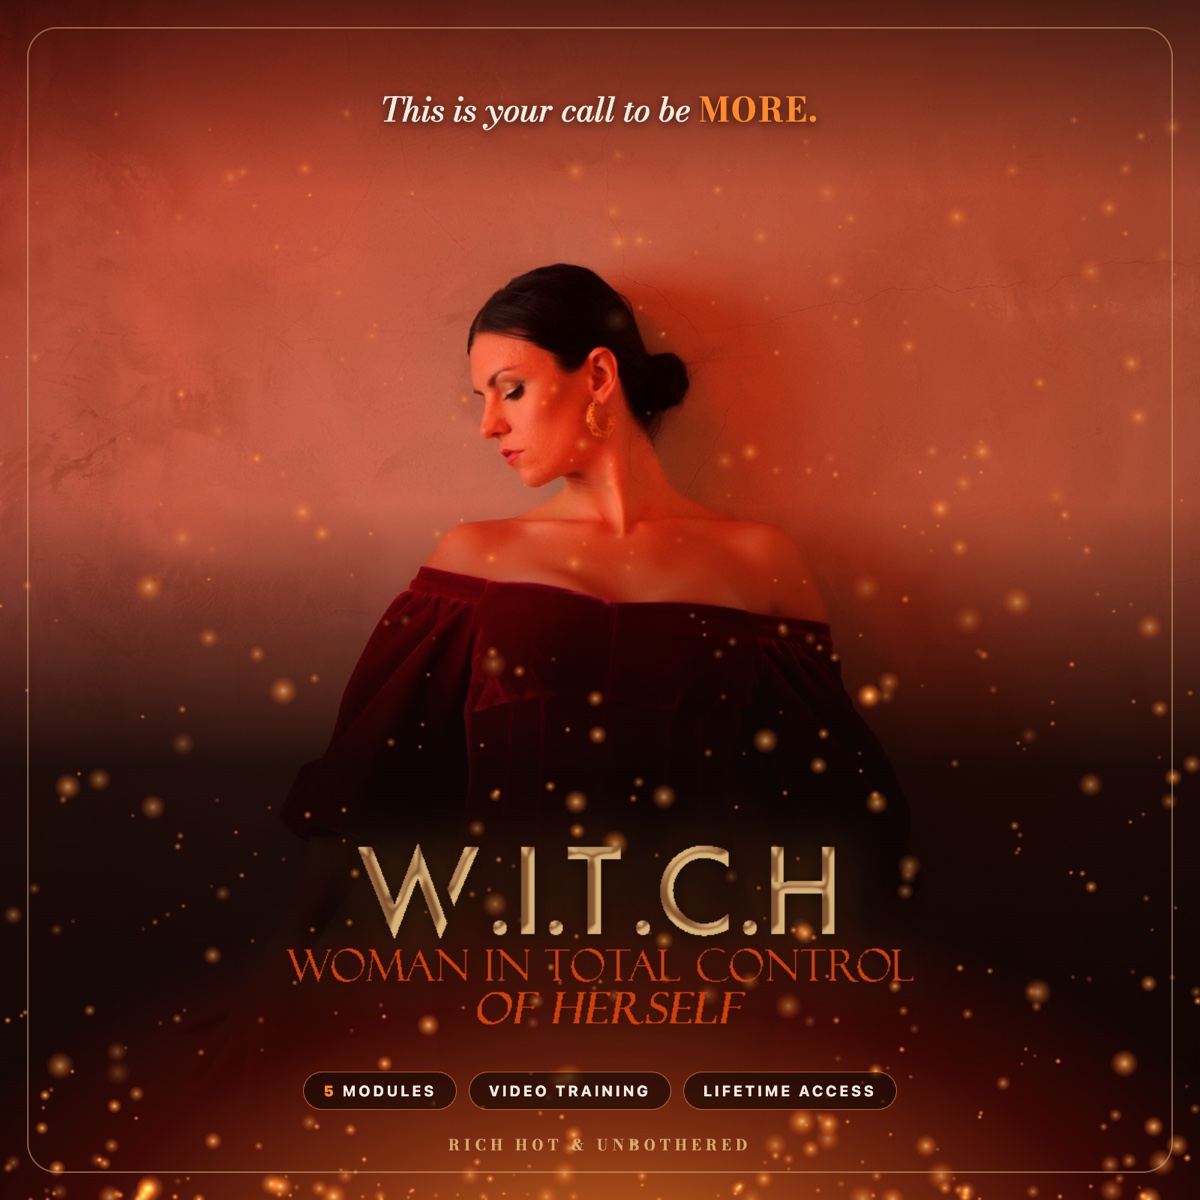 This is your call to be MORE.
W.I.T.C.H
WOMAN IN TOTAL CONTROL
OF HERSELF
5 MODULES
VIDEO TRAINING
LIFETIME ACCESS
RICH HOT & UNBOTHERED